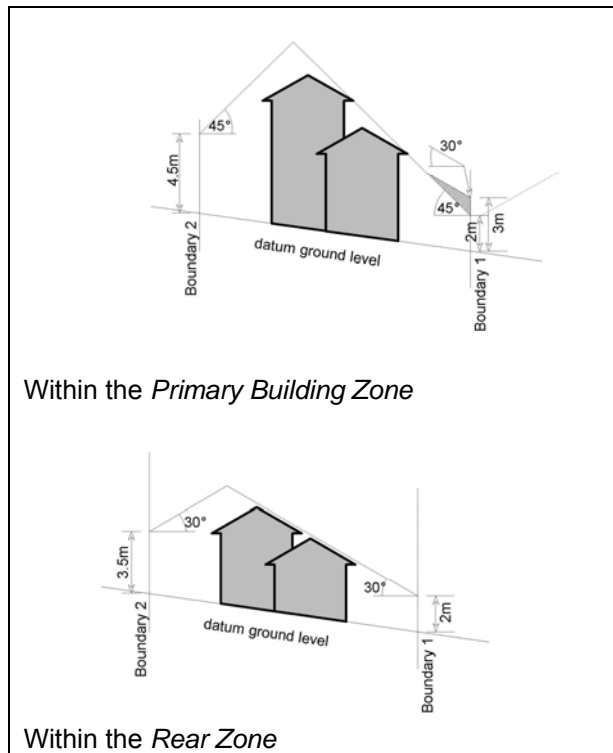 45°
30°
4.5m
45°
2m
3m
Boundary 2
datum ground level
Boundary 1
Within the Primary Building Zone
30°
3.5m
30°
2m
Boundary 2
datum ground level
Boundary 1
Within the Rear Zone